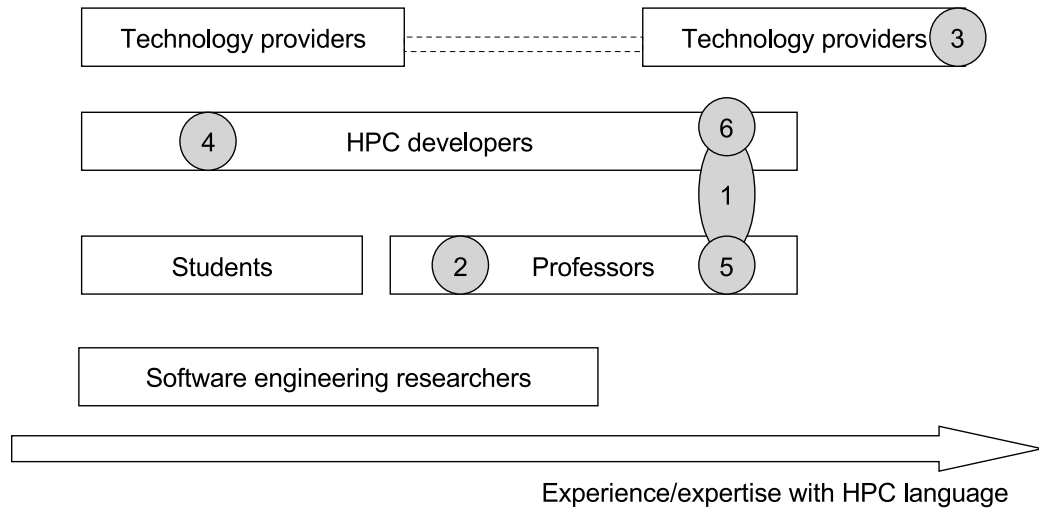 Technology providers
Technology providers 3
4 HPC developers 6
1
Students 2 Professors 5
Software engineering researchers
Experience/expertise with HPC language